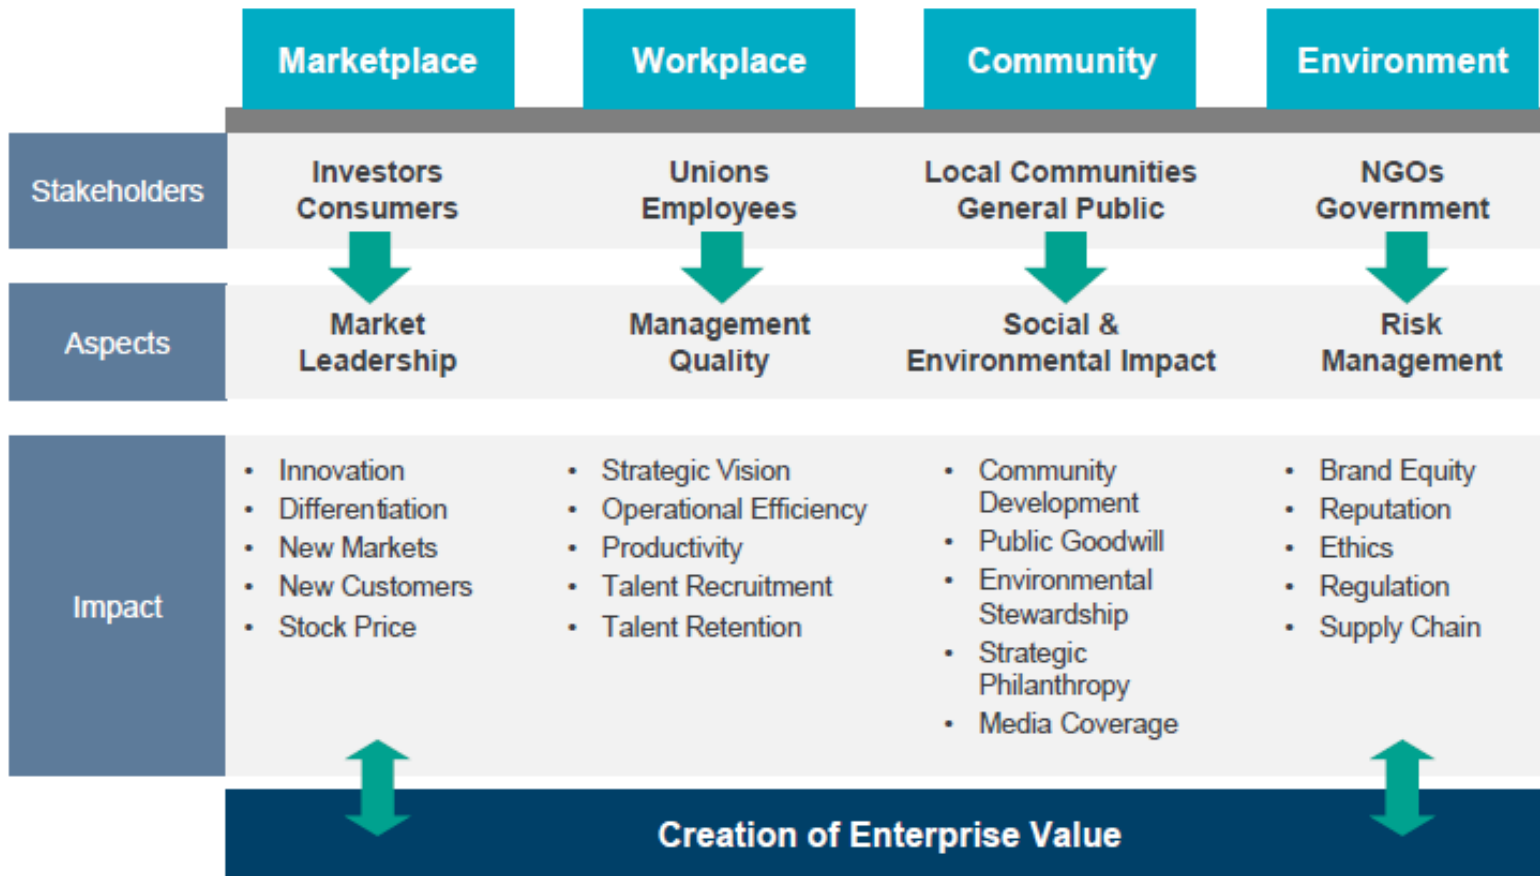 Marketplace
Workplace
Community
Environment
Stakeholders
Investors
Consumers
Unions
Employees
Local Communities
General Public
NGOs
Government
Aspects
Market
Leadership
Management
Quality
Social &
Environmental Impact
Risk
Management
Impact
• Innovation
• Differentiation
• New Markets
• New Customers
• Stock Price
• Strategic Vision
• Operational Efficiency
• Productivity
• Talent Recruitment
• Talent Retention
• Community
Development
• Public Goodwill
• Environmental
Stewardship
• Strategic
Philanthropy
• Media Coverage
• Brand Equity
• Reputation
• Ethics
• Regulation
• Supply Chain
Creation of Enterprise Value